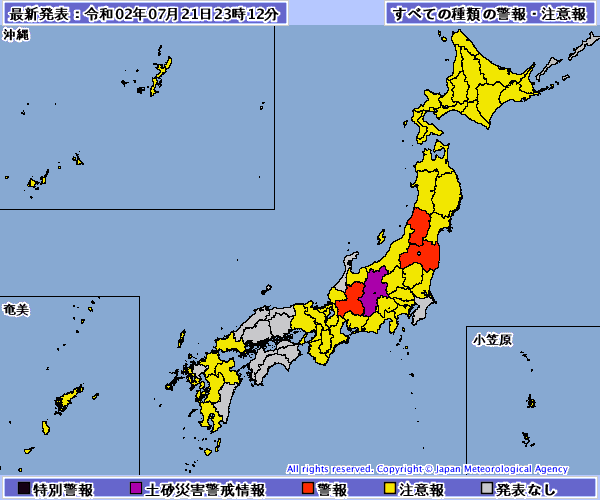 最新発表：令和02年07月21日23時12分
すべての種類の警報・注意報
沖縄
奄美
小笠原
All rights reserved. Copyright © Japan Meteorological Agency
特別警報 土砂災害警戒情報 警報 注意報 発表なし